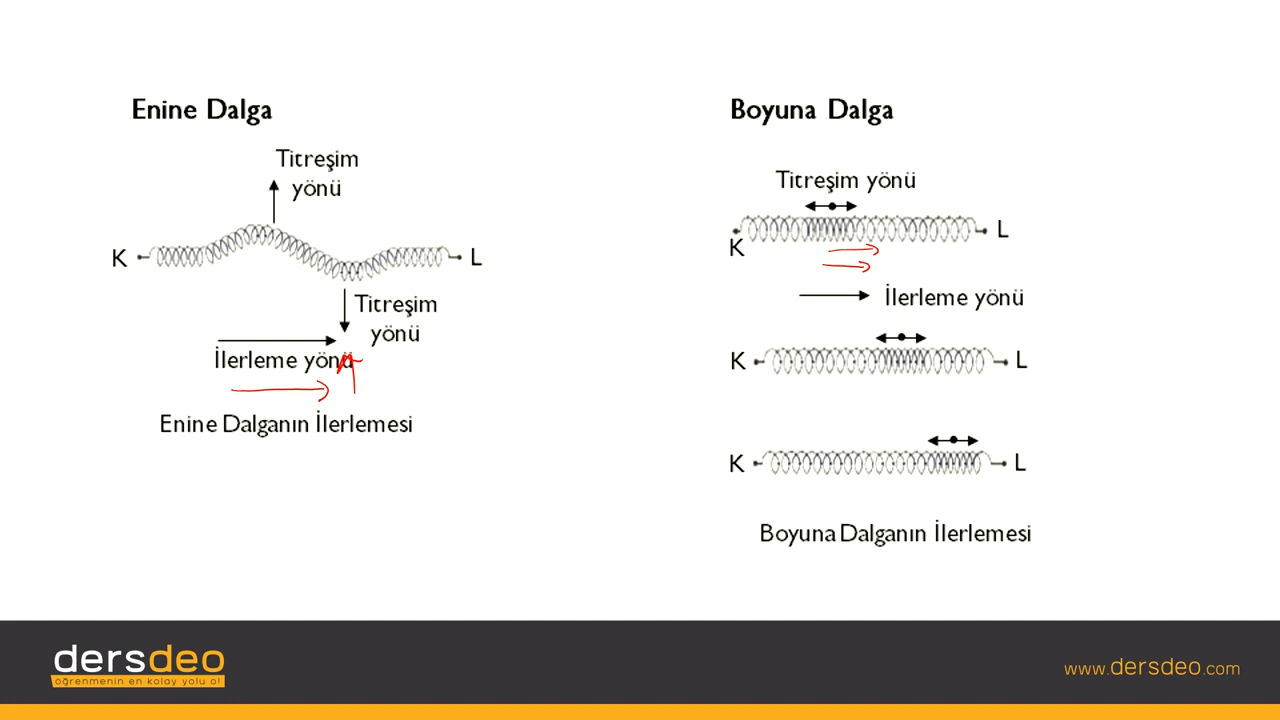 Enine Dalga
Titreşim
yönü
K
L
Titreşim
yönü
İlerleme yönü
Enine Dalganın İlerlemesi
Boyuna Dalga
Titreşim yönü
K
L
İlerleme yönü
K
L
K
L
Boyuna Dalganın İlerlemesi
dersdeo
öğrenmenin en kolay yolu o!
www.dersdeo.com